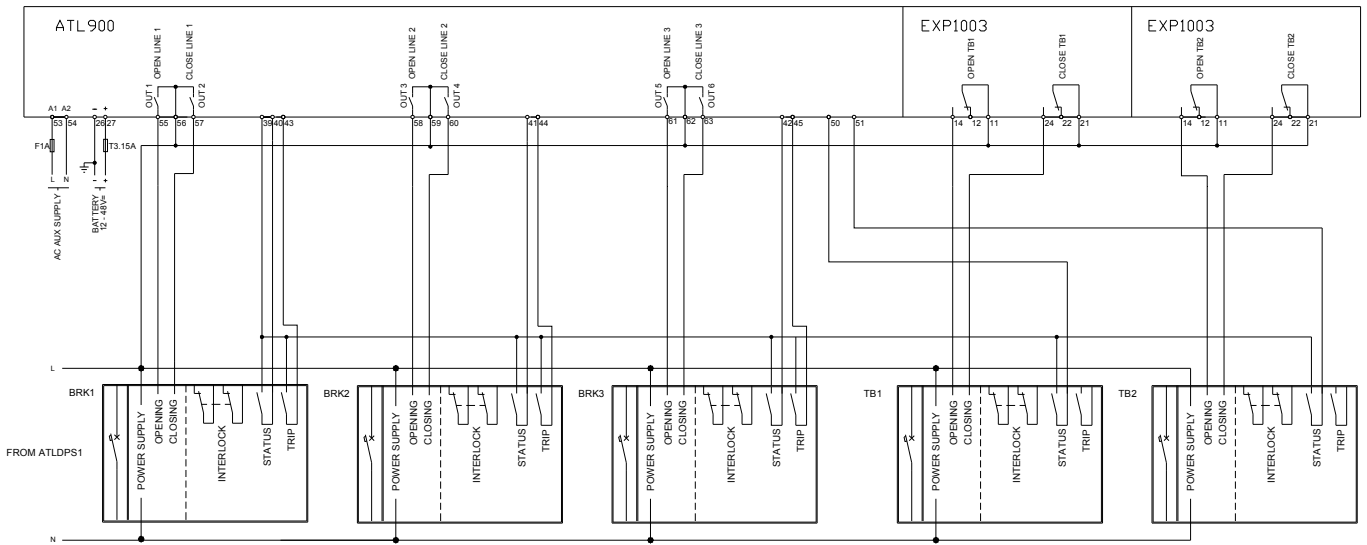 ATL900
EXP1003
EXP1003
OPEN LINE 1
CLOSE LINE 1
OPEN LINE 2
CLOSE LINE 2
OPEN LINE 3
CLOSE LINE 3
OPEN TB1
CLOSE TB1
OPEN TB2
CLOSE TB2
OUT 1
OUT 2
OUT 3
OUT 4
OUT 5
OUT 6
A1 A2
- +
53 54 26 27 55 56 57 39 40 43 58 59 60 41 44 61 62 63 42 45 50 51 14 12 11 24 22 21 14 12 11 24 22 21
F1A
T3.15A
L N
- +
AC AUX SUPPLY
BATTERY
12 - 48V=
L
BRK1
BRK2
BRK3
TB1
TB2
FROM ATLDPS1
POWER SUPPLY
OPENING
CLOSING
INTERLOCK
STATUS
TRIP
POWER SUPPLY
OPENING
CLOSING
INTERLOCK
STATUS
TRIP
POWER SUPPLY
OPENING
CLOSING
INTERLOCK
STATUS
TRIP
POWER SUPPLY
OPENING
CLOSING
INTERLOCK
STATUS
TRIP
POWER SUPPLY
OPENING
CLOSING
INTERLOCK
STATUS
TRIP
N